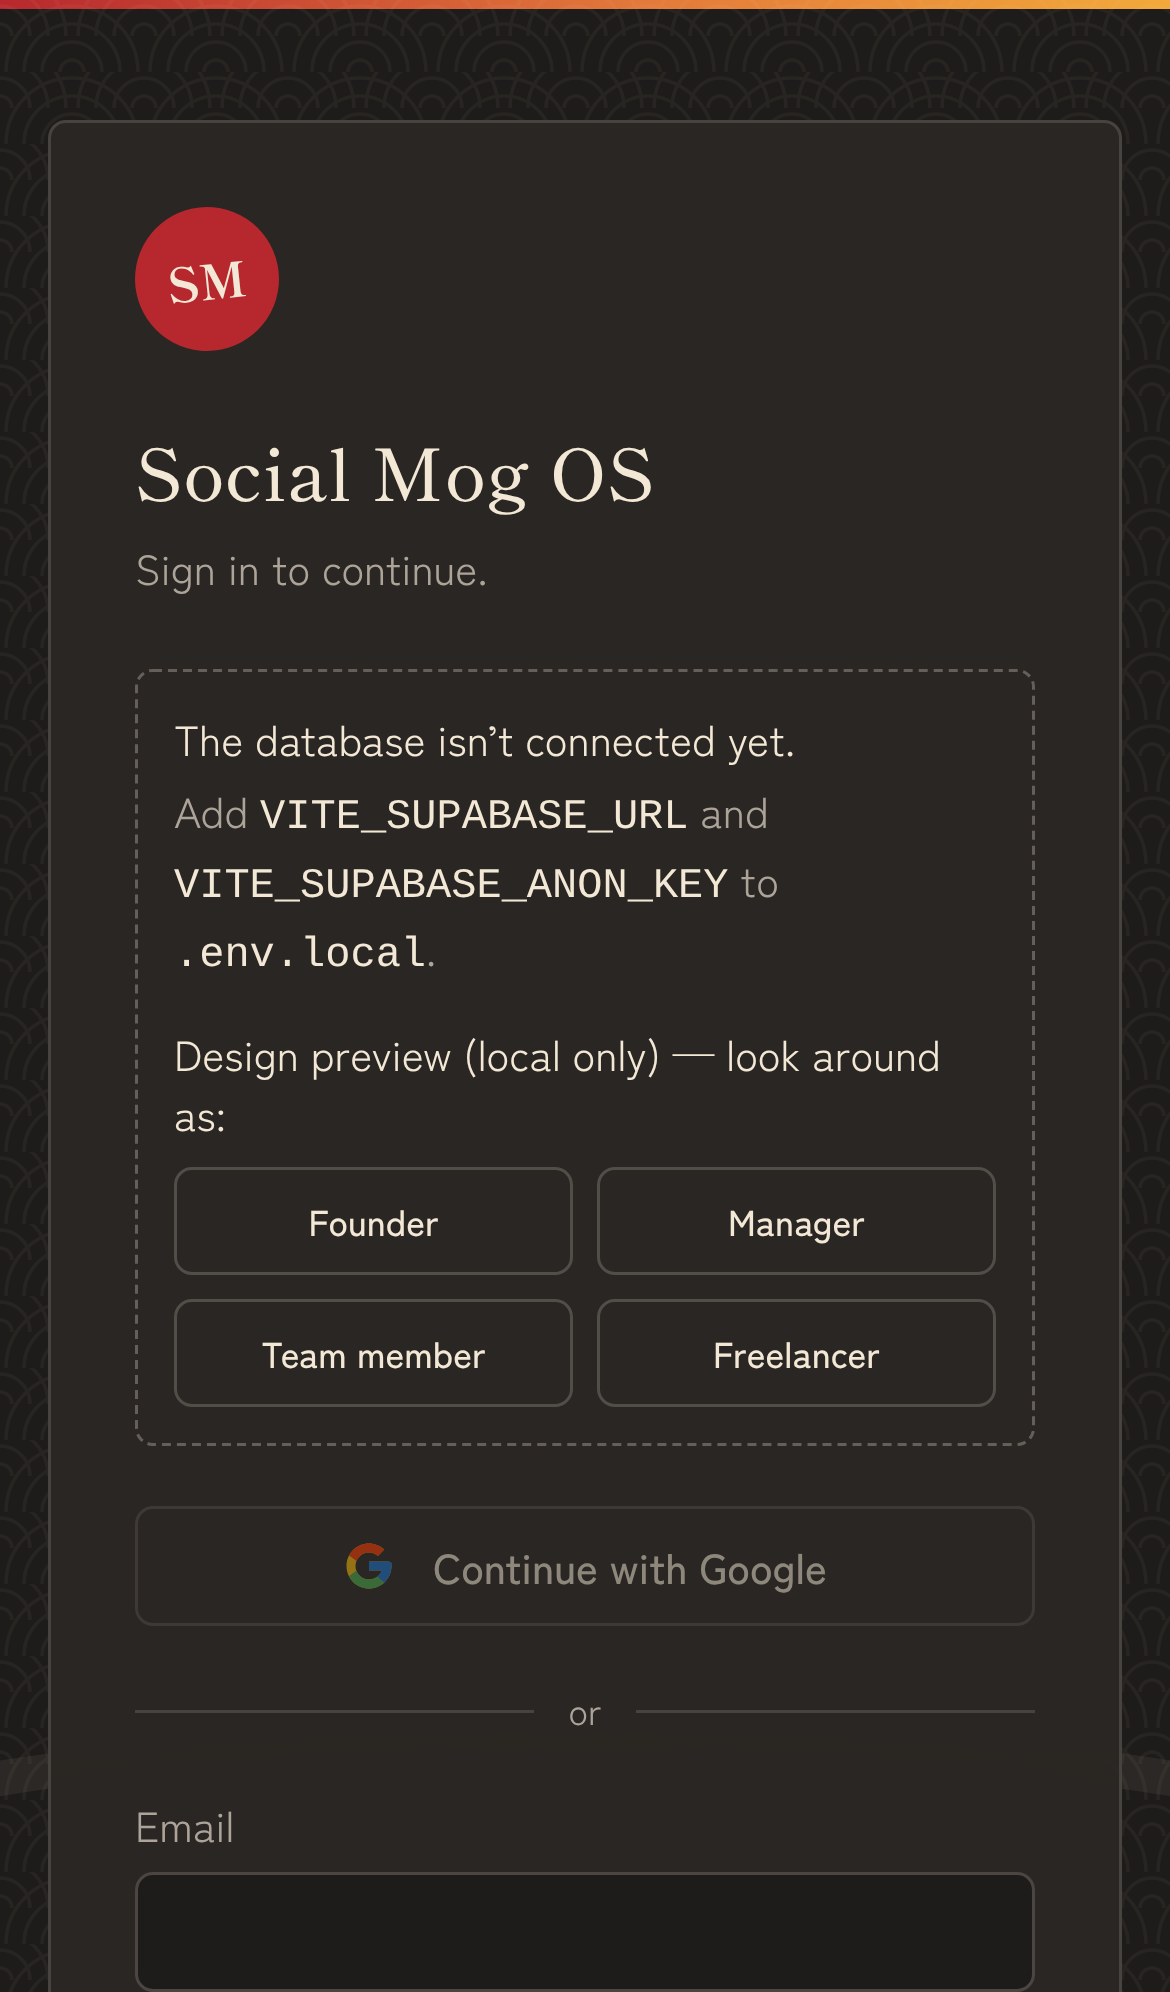 SM
Social Mog OS
Sign in to continue.
The database isn’t connected yet.
Add VITE_SUPABASE_URL and
VITE_SUPABASE_ANON_KEY to
.env.local.
Design preview (local only) — look around
as:
Founder
Manager
Team member
Freelancer
Continue with Google
or
Email